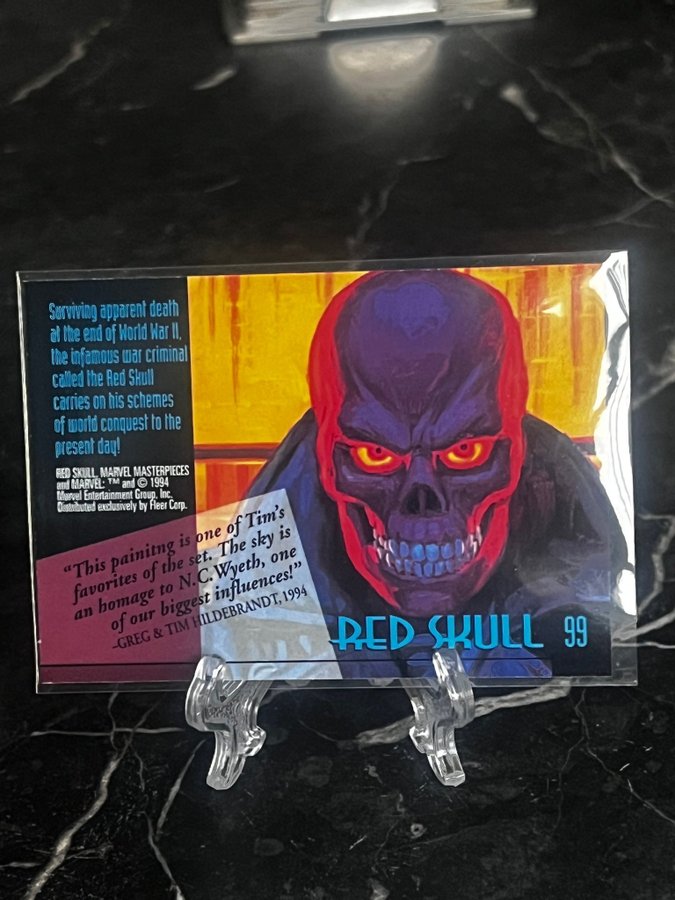 Surviving apparent death
at the end of World War II,
the infamous war criminal
called the Red Skull
carries on his schemes
of world conquest to the
present day!
RED SKULL, MARVEL MASTERPIECES
and MARVEL: ™ and © 1994
Marvel Entertainment Group, Inc.
Distributed exclusively by Fleer Corp.
“This painitng is one of Tim's
favorites of the set. The sky is
an homage to N.C. Wyeth, one
of our biggest influences!”
–GREG & TIM HILDEBRANDT, 1994
RED SKULL 99